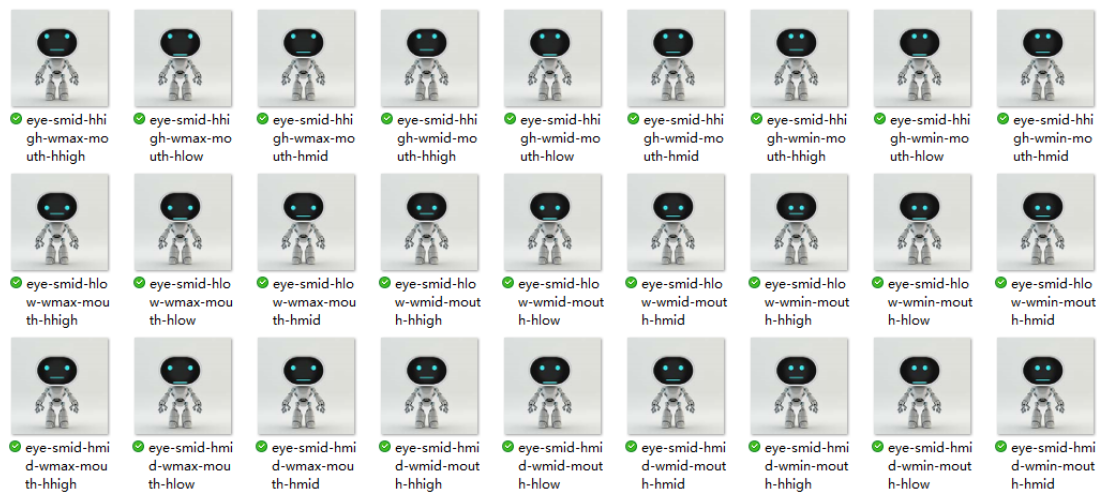 eye-smid-hhi
gh-wmax-mo
uth-hhigh
eye-smid-hhi
gh-wmax-mo
uth-hlow
eye-smid-hhi
gh-wmax-mo
uth-hmid
eye-smid-hhi
gh-wmid-mo
uth-hhigh
eye-smid-hhi
gh-wmid-mo
uth-hlow
eye-smid-hhi
gh-wmid-mo
uth-hmid
eye-smid-hhi
gh-wmin-mo
uth-hhigh
eye-smid-hhi
gh-wmin-mo
uth-hlow
eye-smid-hhi
gh-wmin-mo
uth-hmid
eye-smid-hlo
w-wmax-mou
th-hhigh
eye-smid-hlo
w-wmax-mou
th-hlow
eye-smid-hlo
w-wmax-mou
th-hmid
eye-smid-hlo
w-wmid-mout
h-hhigh
eye-smid-hlo
w-wmid-mout
h-hlow
eye-smid-hlo
w-wmid-mout
h-hmid
eye-smid-hlo
w-wmin-mout
h-hhigh
eye-smid-hlo
w-wmin-mout
h-hlow
eye-smid-hlo
w-wmin-mout
h-hmid
eye-smid-hmi
d-wmax-mou
th-hhigh
eye-smid-hmi
d-wmax-mou
th-hlow
eye-smid-hmi
d-wmax-mou
th-hmid
eye-smid-hmi
d-wmid-mout
h-hhigh
eye-smid-hmi
d-wmid-mout
h-hlow
eye-smid-hmi
d-wmid-mout
h-hmid
eye-smid-hmi
d-wmin-mout
h-hhigh
eye-smid-hmi
d-wmin-mout
h-hlow
eye-smid-hmi
d-wmin-mout
h-hmid